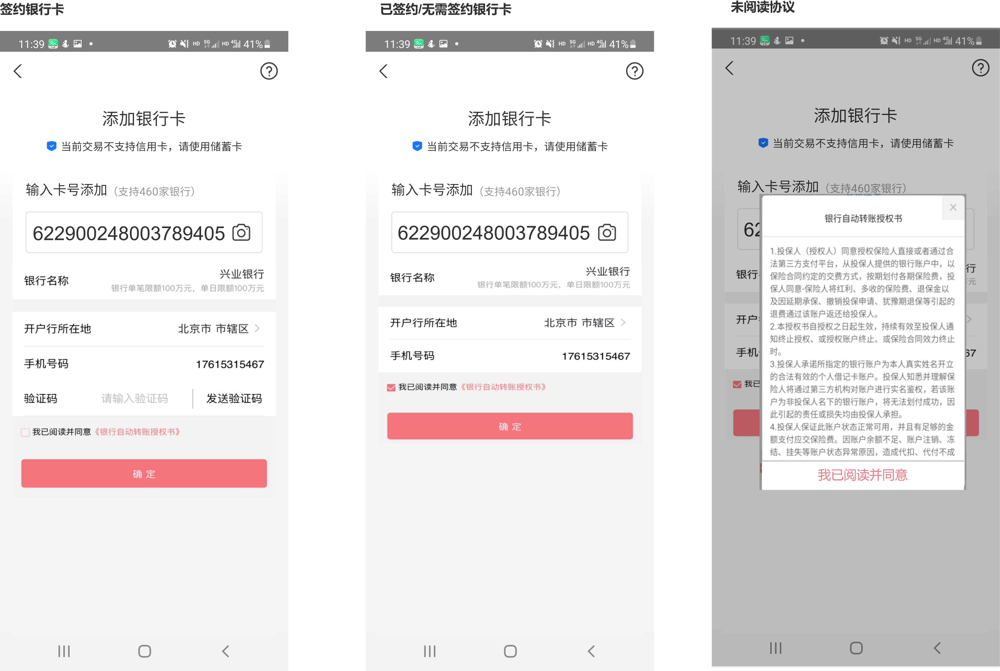 签约银行卡
11:39 HD 5G HD 4G 41%
添加银行卡
当前交易不支持信用卡，请使用储蓄卡
输入卡号添加（支持460家银行）
622900248003789405
银行名称
兴业银行
银行单笔限额100万元，单日限额100万元
开户行所在地 北京市 市辖区
手机号码 17615315467
验证码 请输入验证码 发送验证码
我已阅读并同意《银行自动转账授权书》
确 定
已签约/无需签约银行卡
11:39 HD 5G HD 4G 41%
添加银行卡
当前交易不支持信用卡，请使用储蓄卡
输入卡号添加（支持460家银行）
622900248003789405
银行名称
兴业银行
银行单笔限额100万元，单日限额100万元
开户行所在地 北京市 市辖区
手机号码 17615315467
我已阅读并同意《银行自动转账授权书》
确 定
未阅读协议
11:39 HD 5G HD 4G 41%
添加银行卡
当前交易不支持信用卡，请使用储蓄卡
输入卡号添加（支持460家银行）
62
银行 行
元
开户
手机 67
我已
银行自动转账授权书
1.投保人（授权人）同意授权保险人直接或者通过合
法第三方支付平台，从投保人提供的银行账户中，以
保险合同约定的交费方式，按期划付各期保险费，投
保人同意-保险人将红利、多收的保险费、退保金以
及因延期承保、撤销投保申请、犹豫期退保等引起的
退费通过该账户返还给投保人。
2.本授权书自授权之日起生效，持续有效至投保人通
知终止授权、或授权账户终止、或保险合同效力终止
时。
3.投保人承诺所指定的银行账户为本人真实姓名开立
的合法有效的个人借记卡账户。投保人知悉并理解保
险人将通过第三方机构对账户进行实名鉴权，若该账
户为非投保人名下的银行账户，将无法划付成功，因
此引起的责任或损失均由投保人承担。
4.投保人保证此账户状态正常可用，并且有足够的金
额支付应交保险费。因账户余额不足、账户注销、冻
结、挂失等账户状态异常原因，造成代扣、代付不成
我已阅读并同意